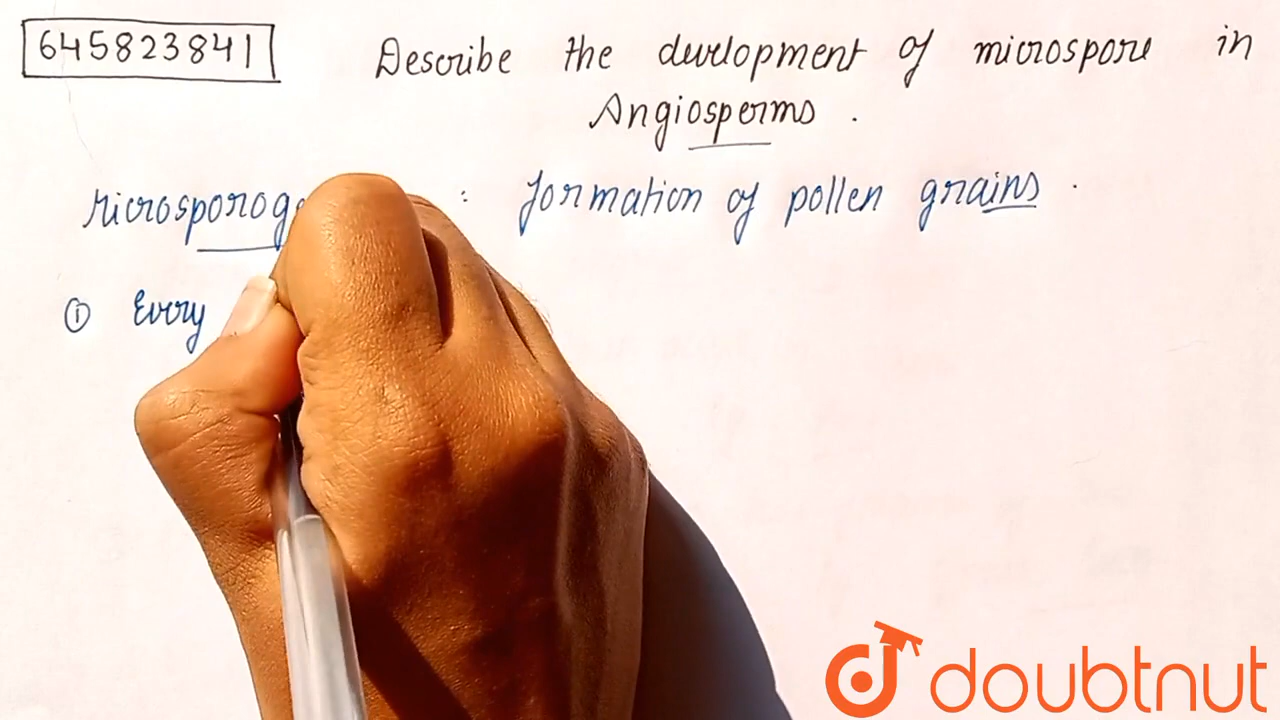 645823841 Describe the development of microspore in
Angiosperms.
: formation of pollen grains.
① Every
doubtnut